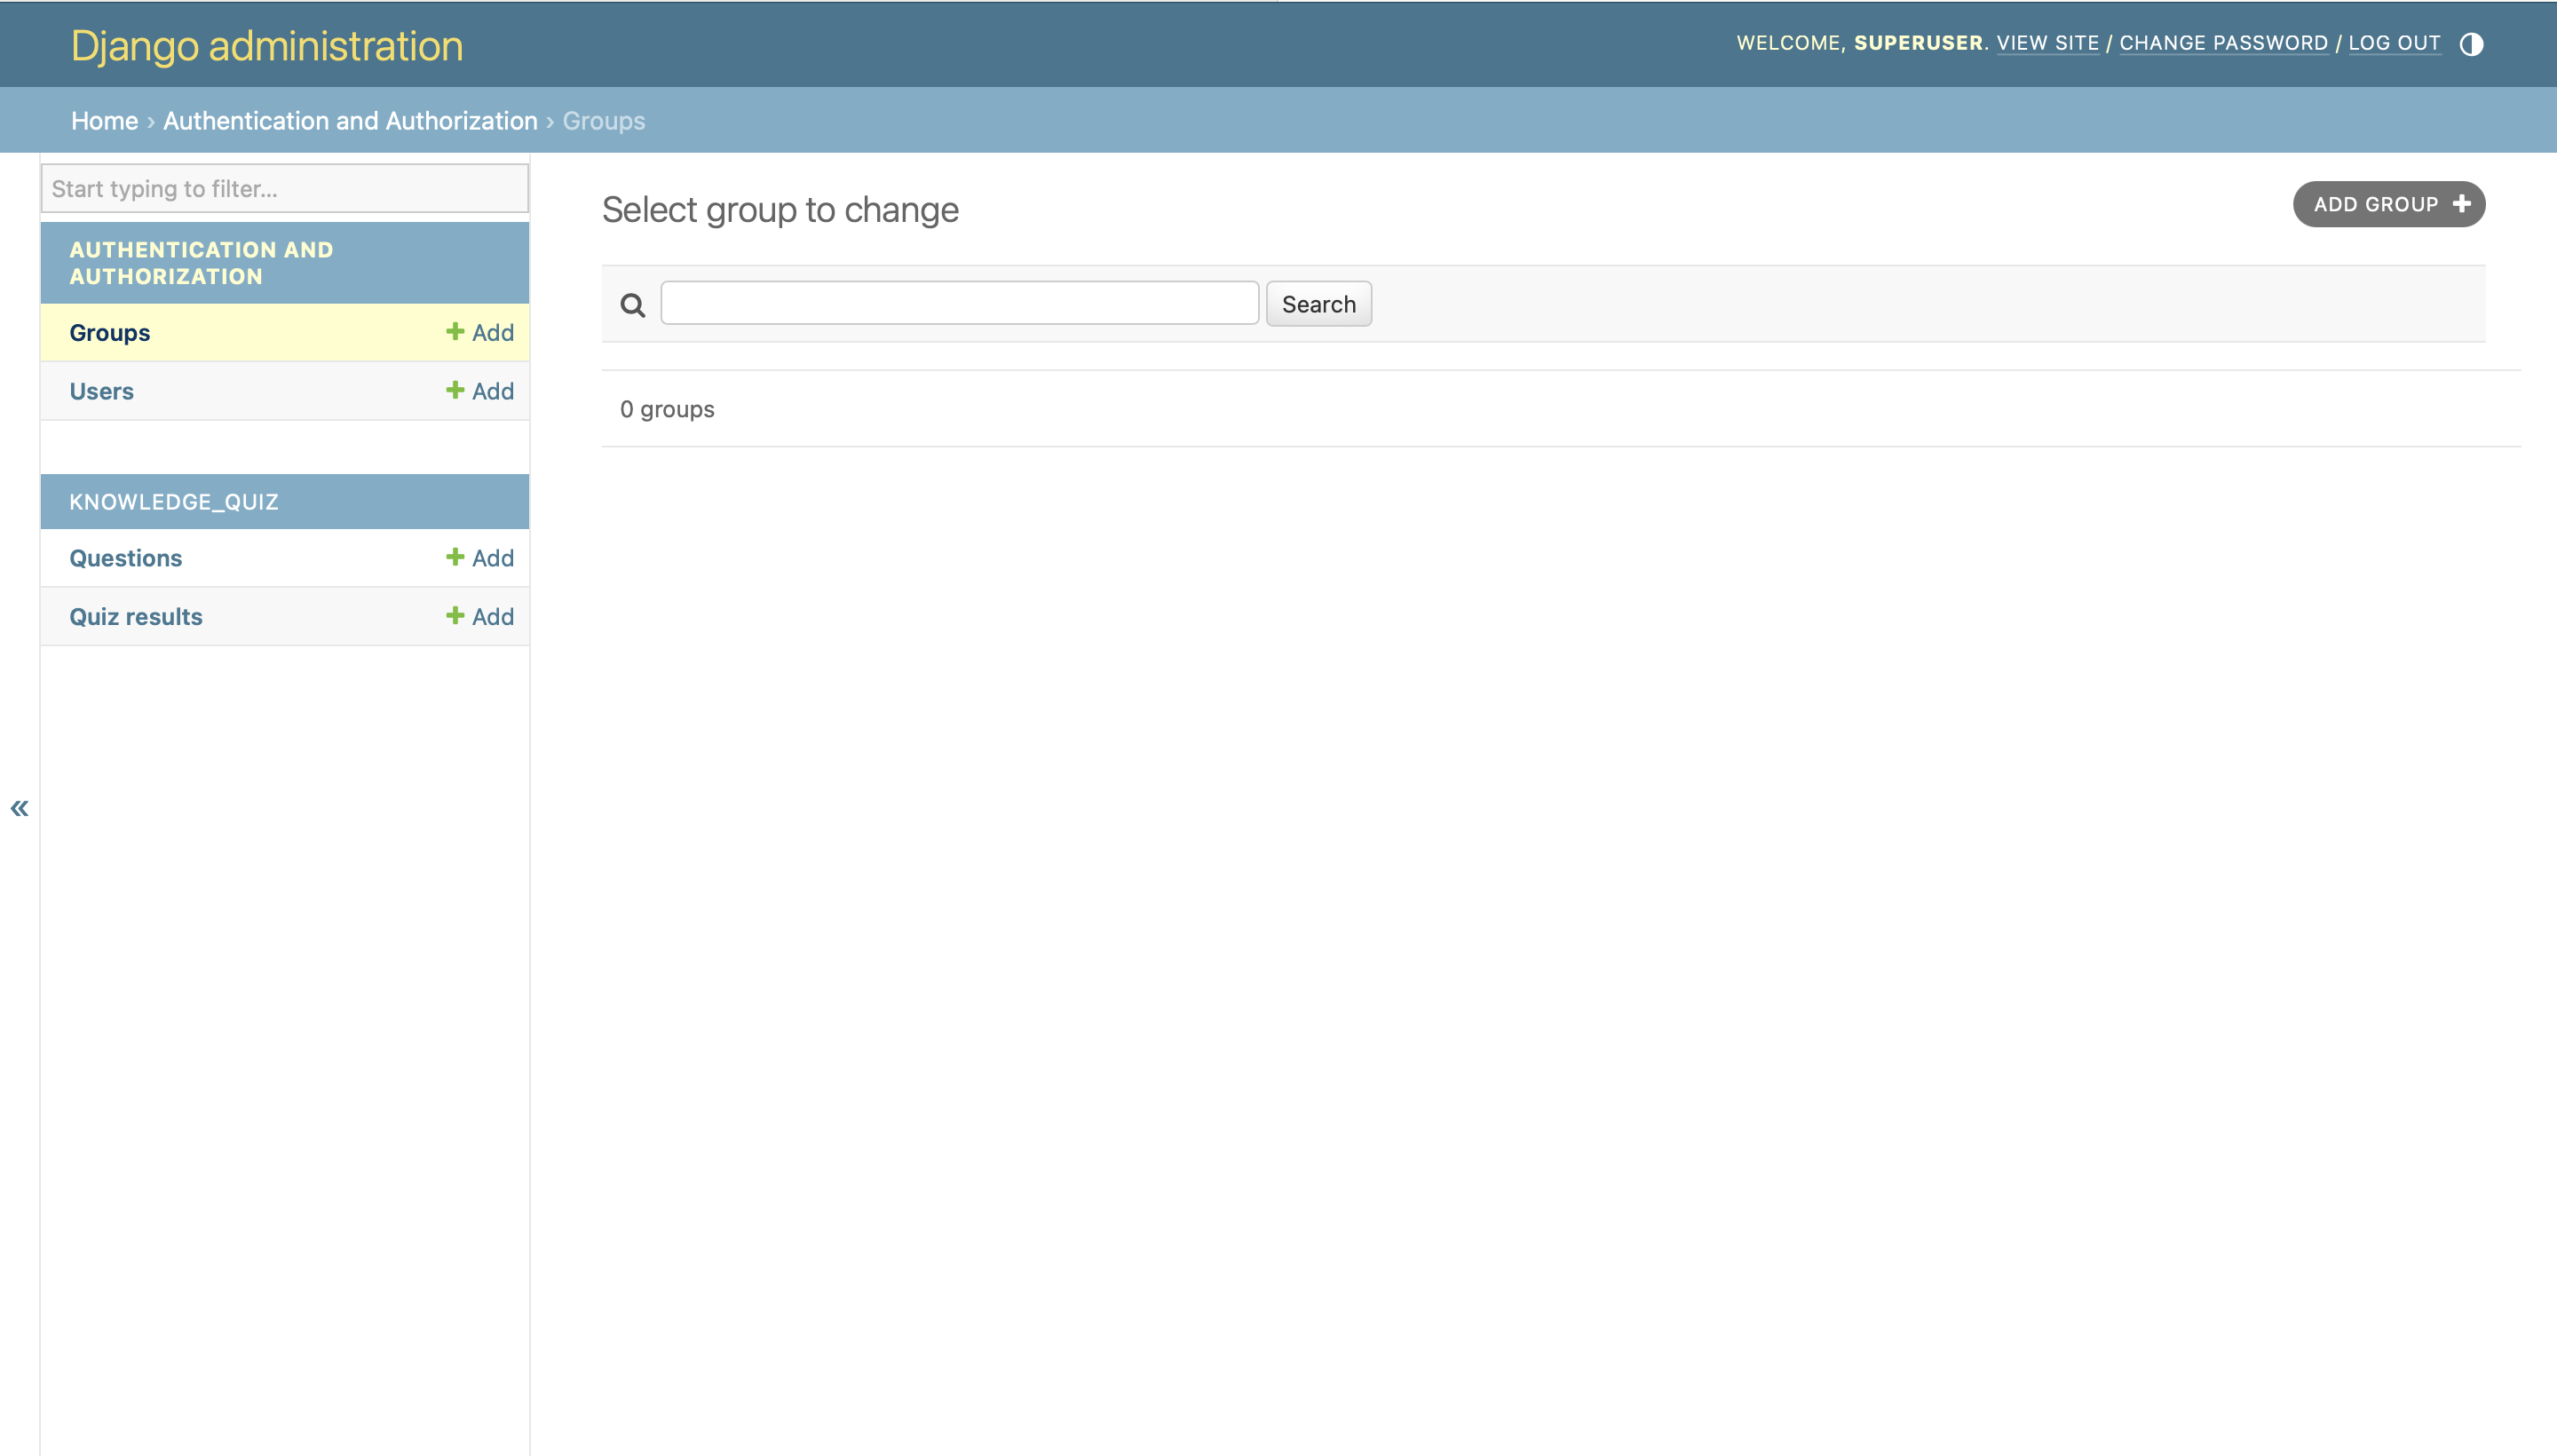 Django administration
WELCOME, SUPERUSER. VIEW SITE / CHANGE PASSWORD / LOG OUT
Home › Authentication and Authorization › Groups
Start typing to filter...
AUTHENTICATION AND
AUTHORIZATION
Groups + Add
Users + Add
KNOWLEDGE_QUIZ
Questions + Add
Quiz results + Add
«
Select group to change
ADD GROUP +
Search
0 groups